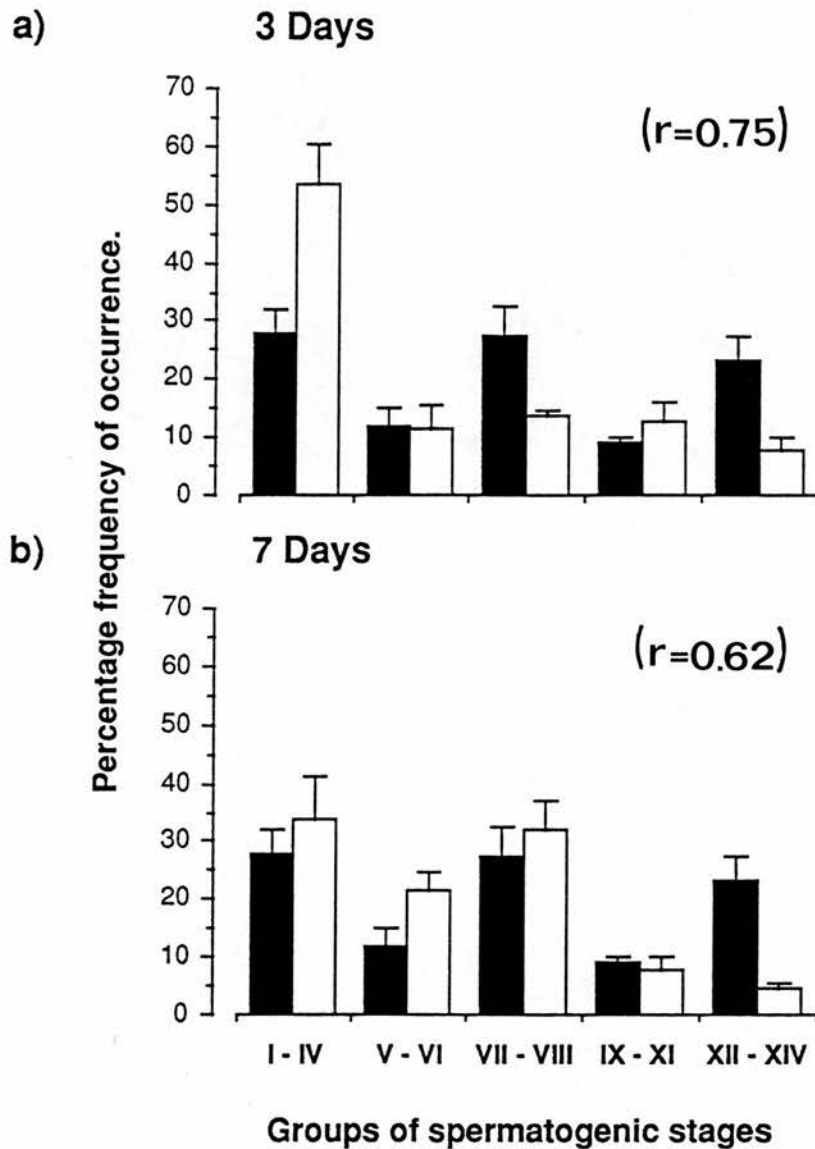 a)
3 Days
(r=0.75)
70
60
50
40
30
20
10
0
Percentage frequency of occurrence.
b)
7 Days
(r=0.62)
70
60
50
40
30
20
10
0
I - IV V - VI VII - VIII IX - XI XII - XIV
Groups of spermatogenic stages